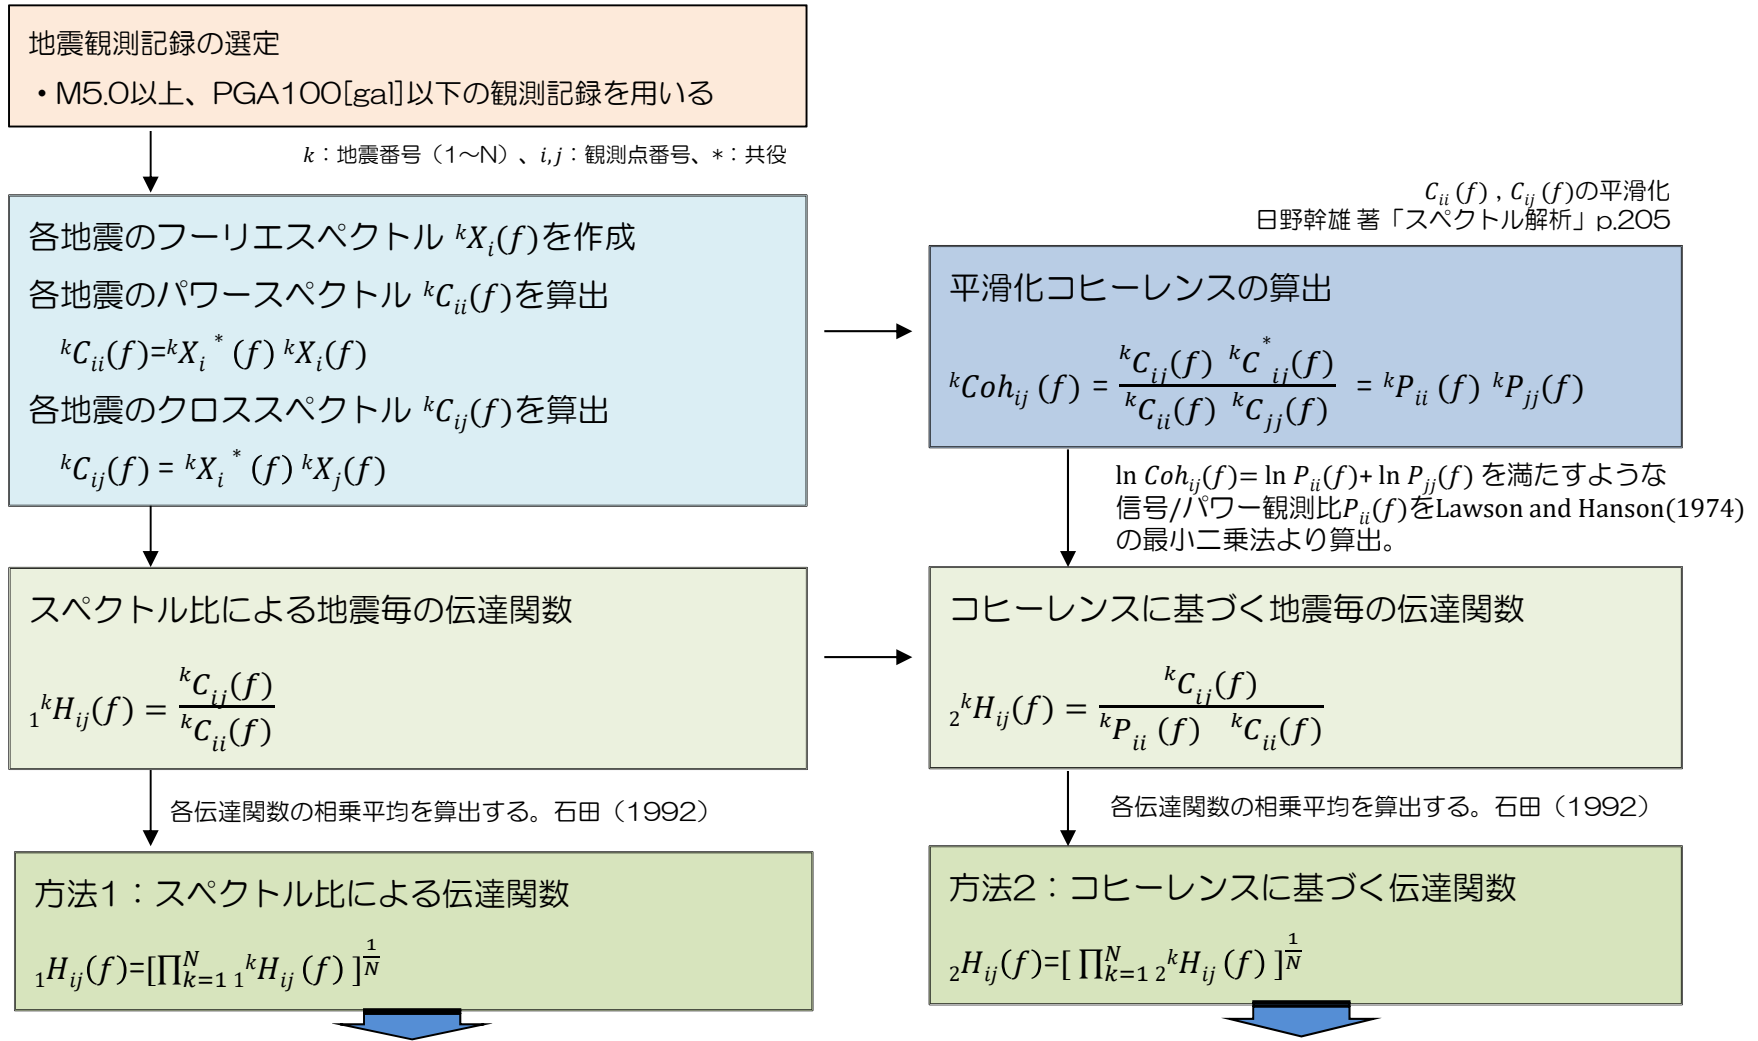 地震観測記録の選定
・M5.0以上、PGA100[gal]以下の観測記録を用いる
k：地震番号（1～N）、i,j：観測点番号、*：共役
各地震のフーリエスペクトル ᵏXᵢ(f)を作成
各地震のパワースペクトル ᵏCᵢᵢ(f)を算出
ᵏCᵢᵢ(f)=ᵏXᵢ*(f) ᵏXᵢ(f)
各地震のクロススペクトル ᵏCᵢⱼ(f)を算出
ᵏCᵢⱼ(f) = ᵏXᵢ*(f) ᵏXⱼ(f)
Cᵢᵢ(f) , Cᵢⱼ(f)の平滑化
日野幹雄 著「スペクトル解析」p.205
平滑化コヒーレンスの算出
ᵏCohᵢⱼ(f) = ᵏCᵢⱼ(f) ᵏC*ᵢⱼ(f) / ᵏCᵢᵢ(f) ᵏCⱼⱼ(f) = ᵏPᵢᵢ(f) ᵏPⱼⱼ(f)
ln Cohᵢⱼ(f)= ln Pᵢᵢ(f)+ ln Pⱼⱼ(f) を満たすような
信号/パワー観測比Pᵢᵢ(f)をLawson and Hanson(1974)
の最小二乗法より算出。
スペクトル比による地震毎の伝達関数
₁ᵏHᵢⱼ(f) = ᵏCᵢⱼ(f) / ᵏCᵢᵢ(f)
コヒーレンスに基づく地震毎の伝達関数
₂ᵏHᵢⱼ(f) = ᵏCᵢⱼ(f) / ᵏPᵢᵢ(f) ᵏCᵢᵢ(f)
各伝達関数の相乗平均を算出する。石田（1992）
各伝達関数の相乗平均を算出する。石田（1992）
方法1：スペクトル比による伝達関数
₁Hᵢⱼ(f)=[∏_{k=1}^{N} ₁ᵏHᵢⱼ(f) ]^{1/N}
方法2：コヒーレンスに基づく伝達関数
₂Hᵢⱼ(f)=[ ∏_{k=1}^{N} ₂ᵏHᵢⱼ(f) ]^{1/N}